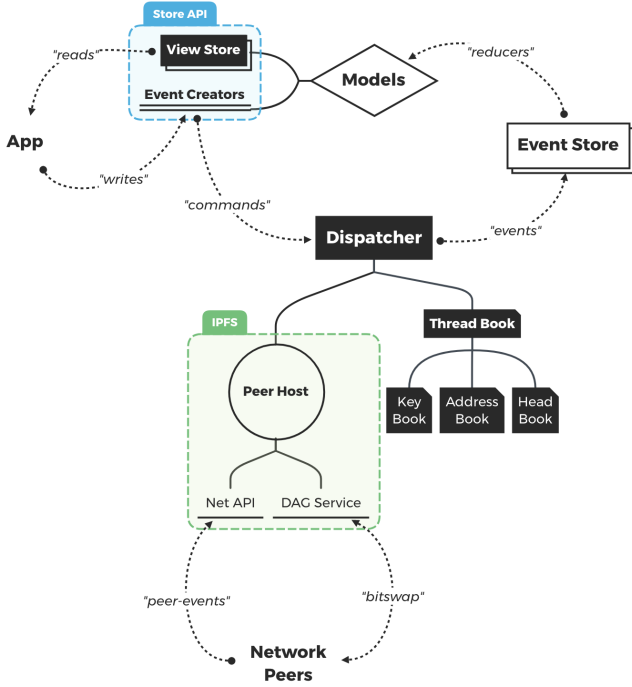 Store API
"reads"
View Store
Event Creators
Models
"reducers"
App
Event Store
"writes"
"commands"
Dispatcher
"events"
IPFS
Thread Book
Peer Host
Key
Book
Address
Book
Head
Book
Net API
DAG Service
"peer-events"
"bitswap"
Network
Peers